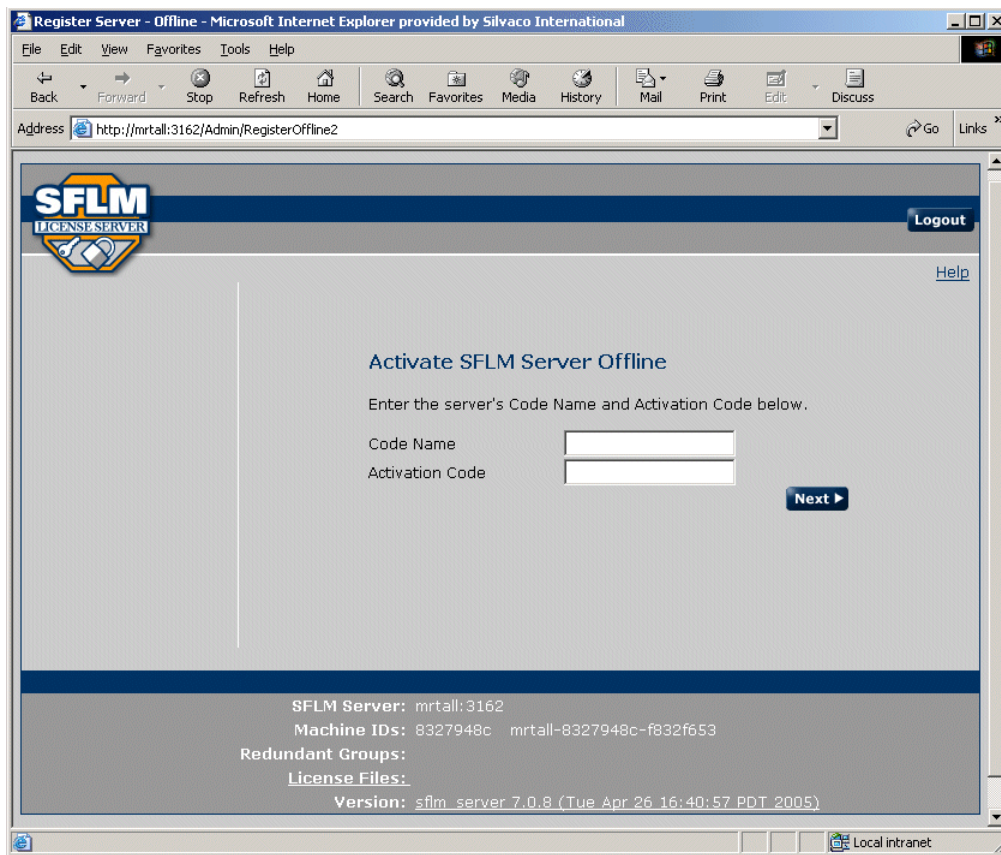 Register Server - Offline - Microsoft Internet Explorer provided by Silvaco International
File Edit View Favorites Tools Help
Back Forward Stop Refresh Home Search Favorites Media History Mail Print Edit Discuss
Address http://mrtall:3162/Admin/RegisterOffline2 Go Links »
SFLM
LICENSE SERVER
Logout
Help
Activate SFLM Server Offline
Enter the server's Code Name and Activation Code below.
Code Name
Activation Code
Next
SFLM Server: mrtall:3162
Machine IDs: 8327948c mrtall-8327948c-f832f653
Redundant Groups:
License Files:
Version: sflm_server 7.0.8 (Tue Apr 26 16:40:57 PDT 2005)
Local intranet